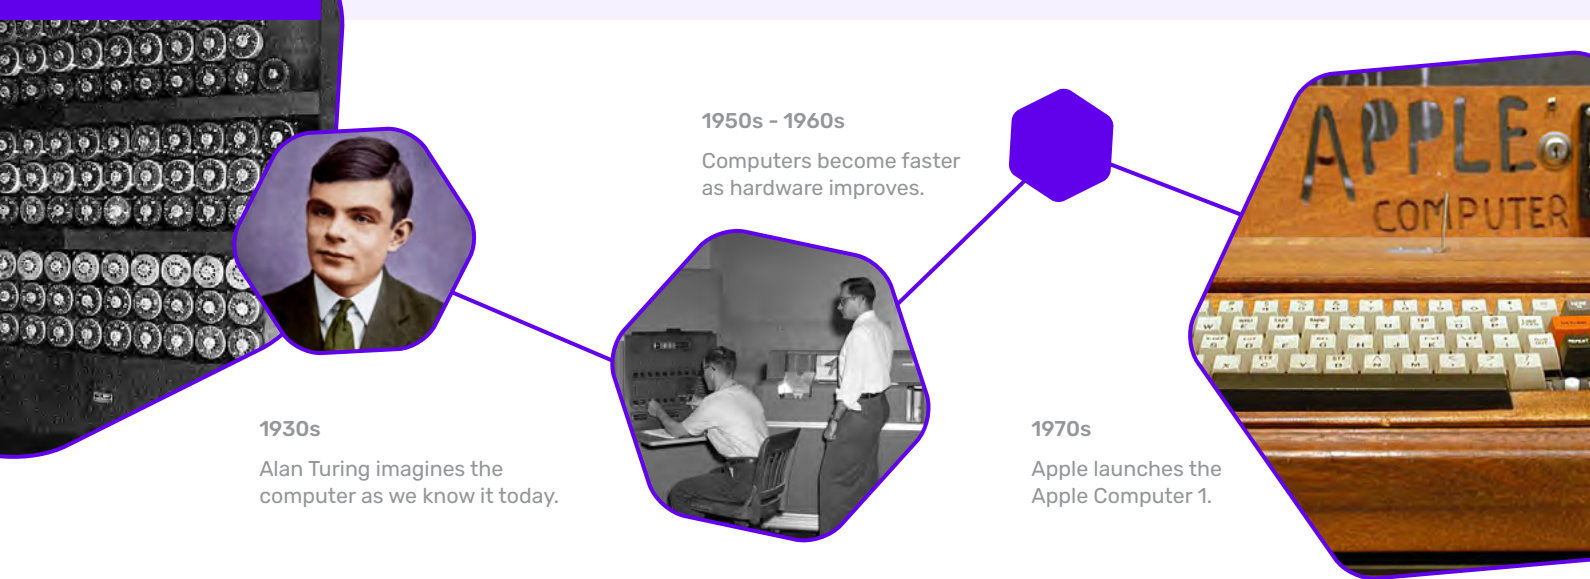 1930s
Alan Turing imagines the
computer as we know it today.
1950s - 1960s
Computers become faster
as hardware improves.
1970s
Apple launches the
Apple Computer 1.
APPLE
COMPUTER